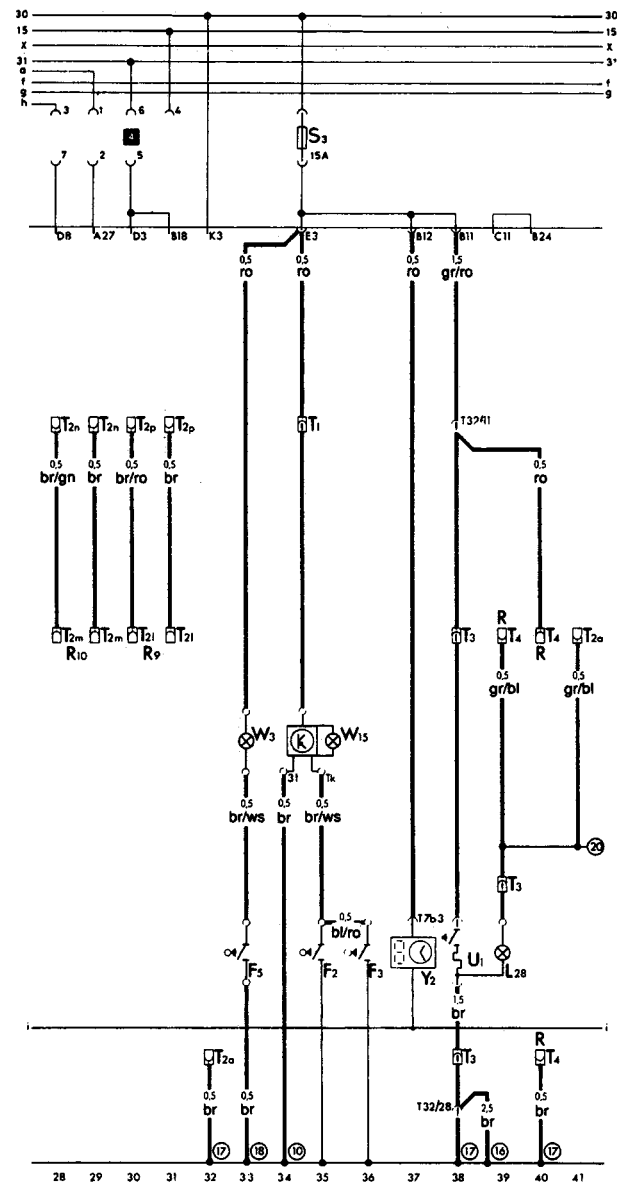 30 30
15 15
X X
31 3'
a
f f
g g
h 3 1 6 4
4 S3
7 2 5 15A
D8 A27 D3 B18 K3 E3 B12 B11 C11 B24
0,5 0,5 0,5 1,5
ro ro ro gr/ro
T2n T2n T2p T2p T1 T32/11
0,5 0,5 0,5 0,5 0,5
br/gn br br/ro br ro
R
T2m T2m T2l T2l T3 T4 T4 T2a
R10 R9 R
0,5 0,5
gr/bl gr/bl
W3 K W15
31 Tk
0,5 0,5 0,5
br/ws br br/ws
20
T3
0,5
bl/ro
T7b3
F5 F2 F3 Y2 U1 L28
1,5
br
i i
R
T2a T3 T4
0,5 0,5 T32/28 2,5 0,5
br br br br
17 18 10 17 16 17
28 29 30 31 32 33 34 35 36 37 38 39 40 41